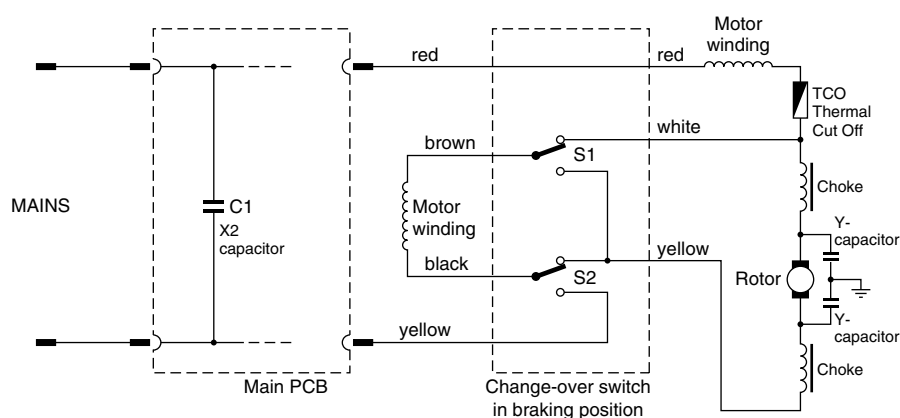 Motor
winding
red
red
TCO
Thermal
Cut Off
white
brown
S1
MAINS
C1
X2
capacitor
Motor
winding
Choke
Y-
capacitor
black
S2
yellow
Rotor
yellow
Y-
capacitor
Choke
Main PCB
Change-over switch
in braking position